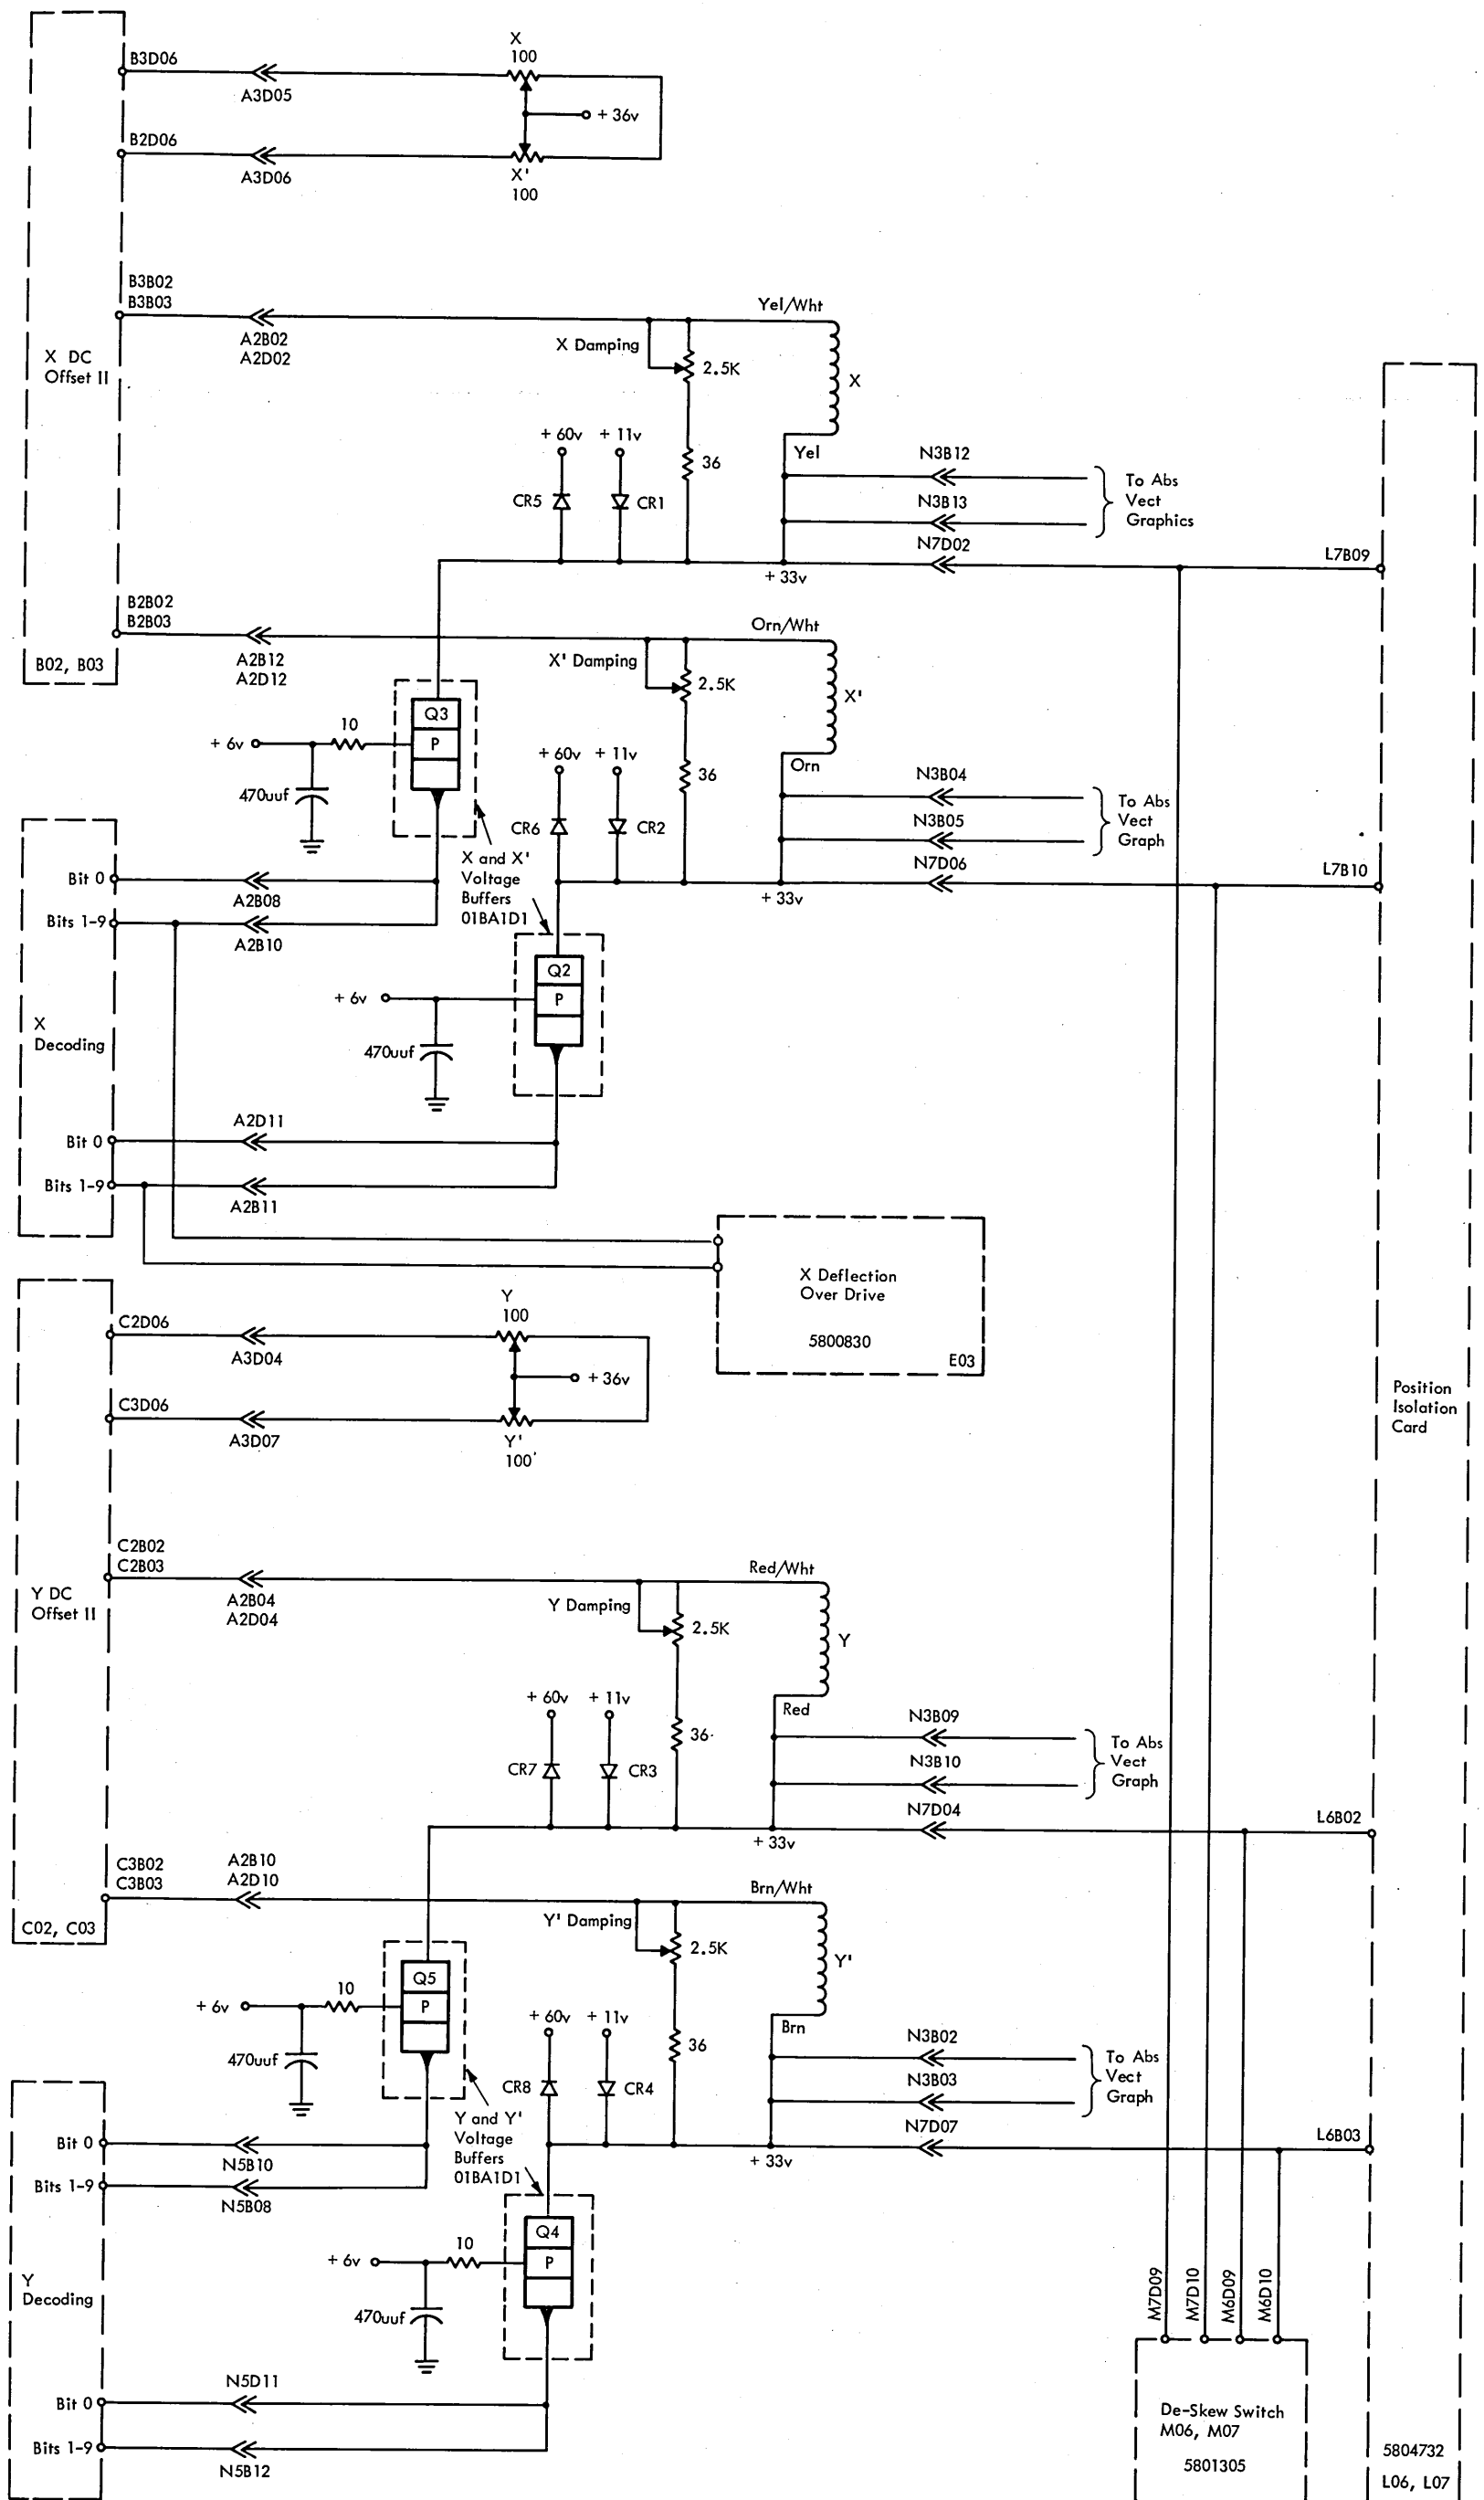 B3D06
A3D05
X
100
+ 36v
B2D06
A3D06
X'
100
B3B02
B3B03
A2B02
A2D02
X DC
Offset II
Yel/Wht
X Damping
2.5K
X
+ 60v
+ 11v
Yel
36
CR5
CR1
N3B12
N3B13
To Abs
Vect
Graphics
N7D02
+ 33v
L7B09
B2B02
B2B03
A2B12
A2D12
B02, B03
Orn/Wht
X' Damping
2.5K
X'
Q3
P
10
+ 6v
470uuf
+ 60v
+ 11v
Orn
36
CR6
CR2
N3B04
N3B05
To Abs
Vect
Graph
N7D06
+ 33v
L7B10
X and X'
Voltage
Buffers
01BA1D1
Bit 0
A2B08
Bits 1-9
A2B10
Q2
P
+ 6v
470uuf
X
Decoding
A2D11
Bit 0
Bits 1-9
A2B11
X Deflection
Over Drive
5800830
E03
C2D06
A3D04
Y
100
+ 36v
C3D06
A3D07
Y'
100
Position
Isolation
Card
C2B02
C2B03
A2B04
A2D04
Y DC
Offset II
Red/Wht
Y Damping
2.5K
Y
+ 60v
+ 11v
Red
36
CR7
CR3
N3B09
N3B10
To Abs
Vect
Graph
N7D04
+ 33v
L6B02
C3B02
C3B03
A2B10
A2D10
C02, C03
Brn/Wht
Y' Damping
2.5K
Y'
Q5
P
10
+ 6v
470uuf
+ 60v
+ 11v
Brn
36
CR8
CR4
N3B02
N3B03
To Abs
Vect
Graph
N7D07
+ 33v
L6B03
Y and Y'
Voltage
Buffers
01BA1D1
Bit 0
N5B10
Bits 1-9
N5B08
Q4
P
10
+ 6v
470uuf
Y
Decoding
N5D11
Bit 0
Bits 1-9
N5B12
M7D09
M7D10
M6D09
M6D10
De-Skew Switch
M06, M07
5801305
5804732
L06, L07